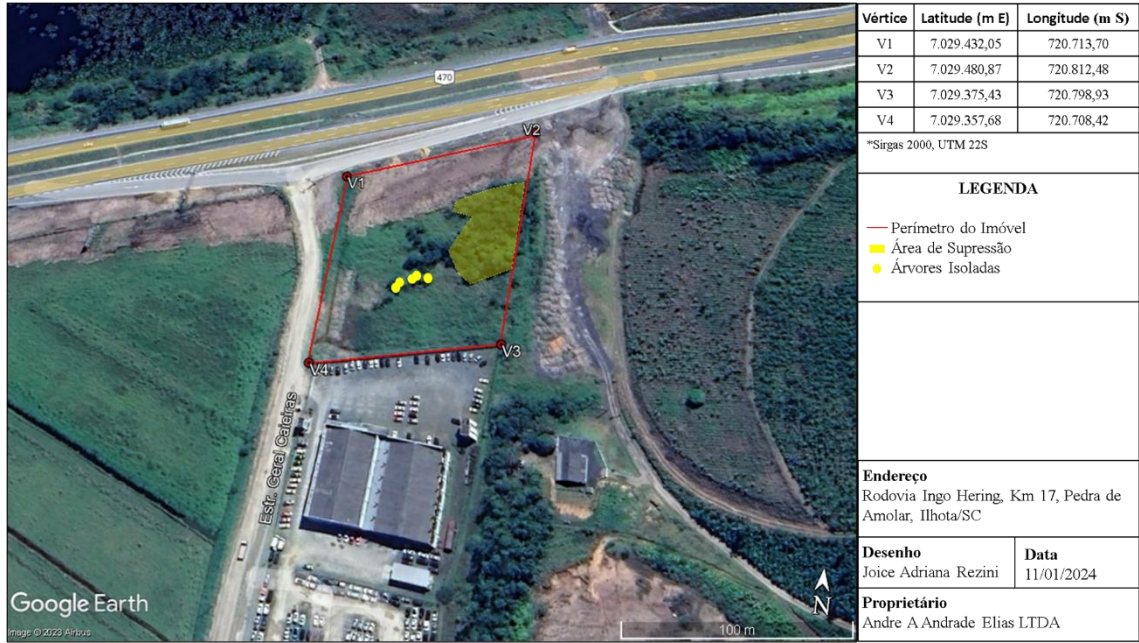 470
V1
V2
V3
V4
Estr. Geral Caieiras
Google Earth
Image © 2023 Airbus
100 m
N
Vértice Latitude (m E) Longitude (m S)
V1 7.029.432,05 720.713,70
V2 7.029.480,87 720.812,48
V3 7.029.375,43 720.798,93
V4 7.029.357,68 720.708,42
*Sirgas 2000, UTM 22S
LEGENDA
Perímetro do Imóvel
Área de Supressão
Árvores Isoladas
Endereço
Rodovia Ingo Hering, Km 17, Pedra de
Amolar, Ilhota/SC
Desenho
Joice Adriana Rezini
Data
11/01/2024
Proprietário
Andre A Andrade Elias LTDA